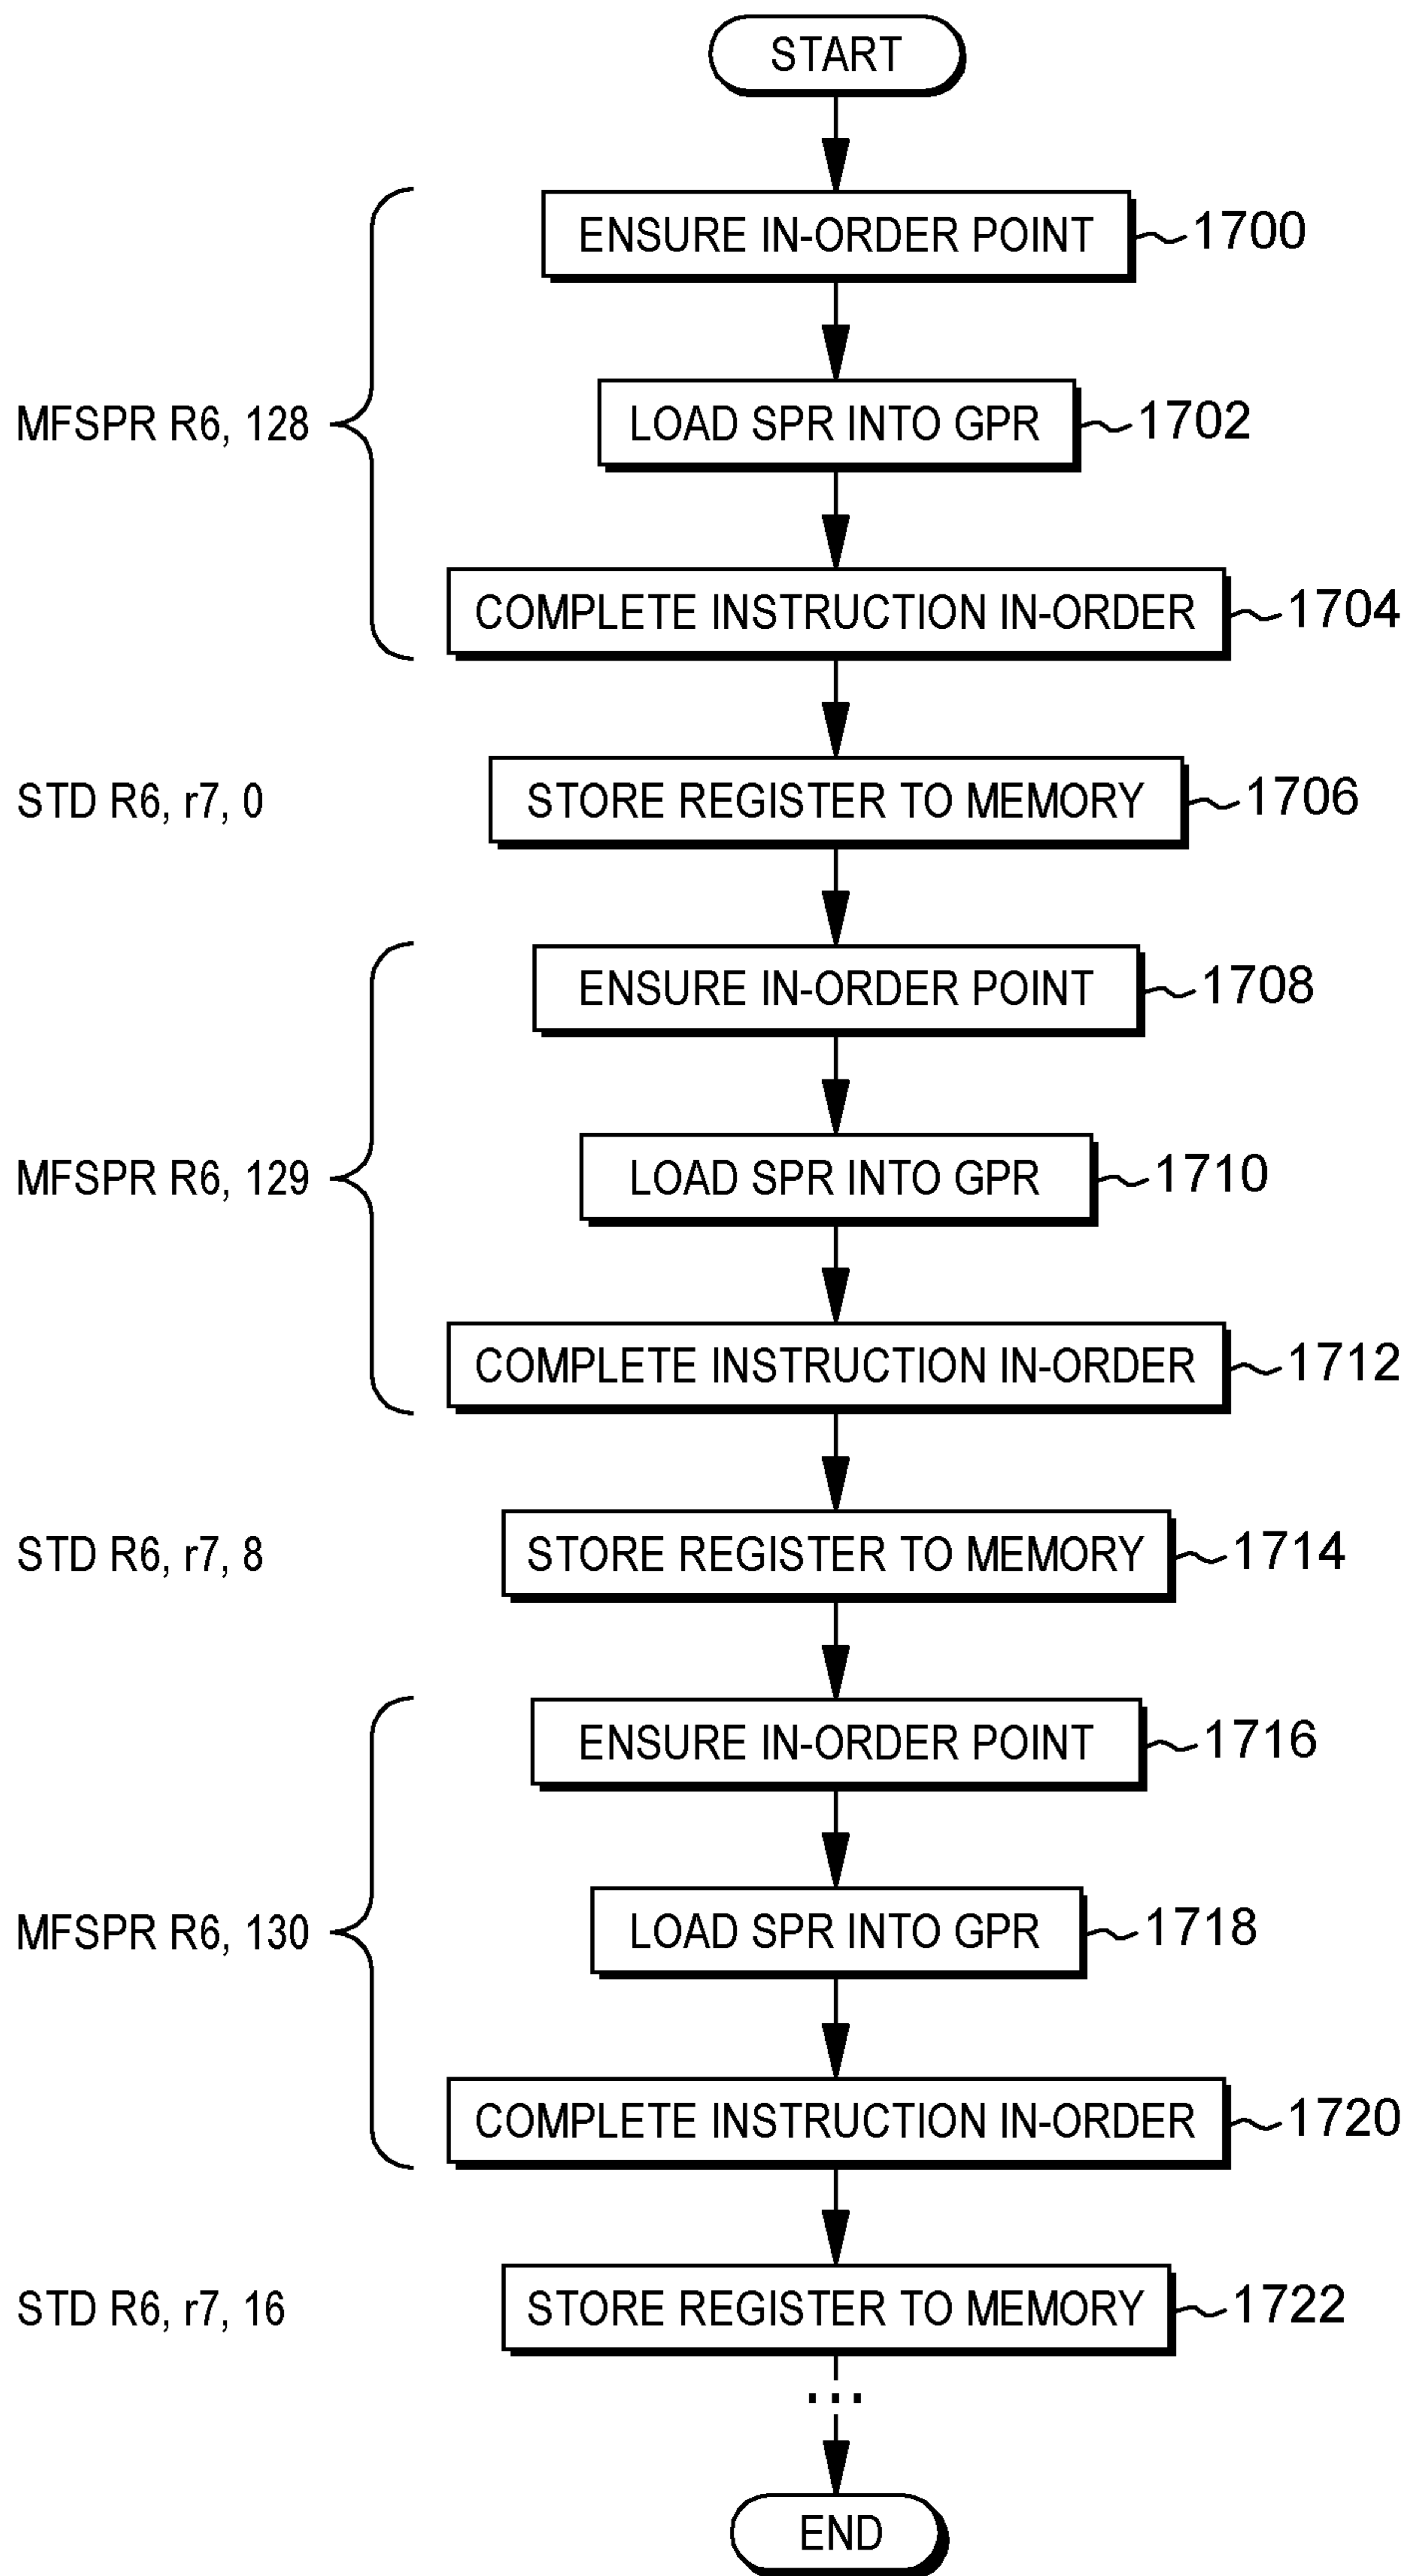 START
ENSURE IN-ORDER POINT 1700
MFSPR R6, 128 LOAD SPR INTO GPR 1702
COMPLETE INSTRUCTION IN-ORDER 1704
STD R6, r7, 0 STORE REGISTER TO MEMORY 1706
ENSURE IN-ORDER POINT 1708
MFSPR R6, 129 LOAD SPR INTO GPR 1710
COMPLETE INSTRUCTION IN-ORDER 1712
STD R6, r7, 8 STORE REGISTER TO MEMORY 1714
ENSURE IN-ORDER POINT 1716
MFSPR R6, 130 LOAD SPR INTO GPR 1718
COMPLETE INSTRUCTION IN-ORDER 1720
STD R6, r7, 16 STORE REGISTER TO MEMORY 1722
...
END